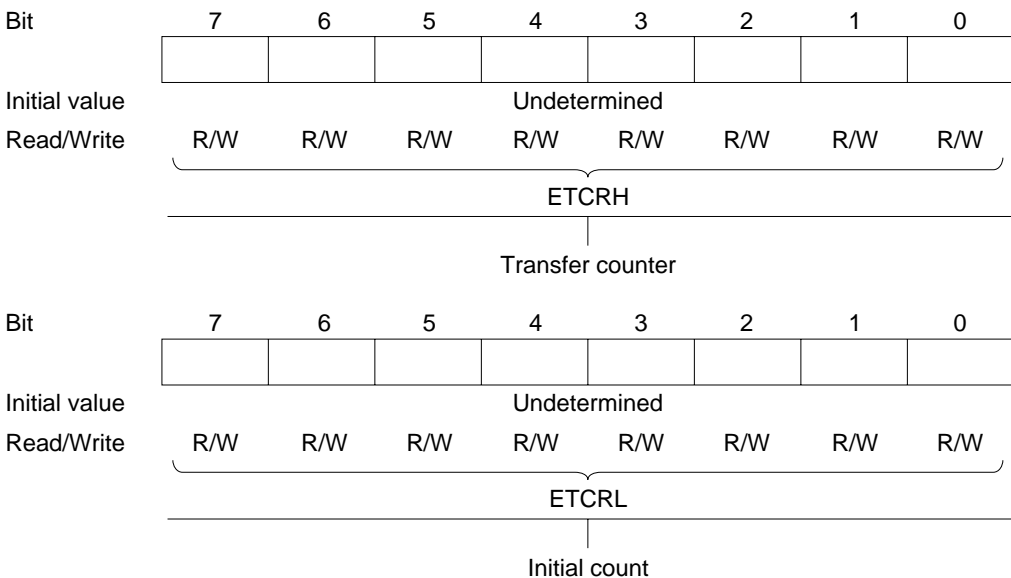 Bit 7 6 5 4 3 2 1 0
Initial value Undetermined
Read/Write R/W R/W R/W R/W R/W R/W R/W R/W
ETCRH
Transfer counter
Bit 7 6 5 4 3 2 1 0
Initial value Undetermined
Read/Write R/W R/W R/W R/W R/W R/W R/W R/W
ETCRL
Initial count